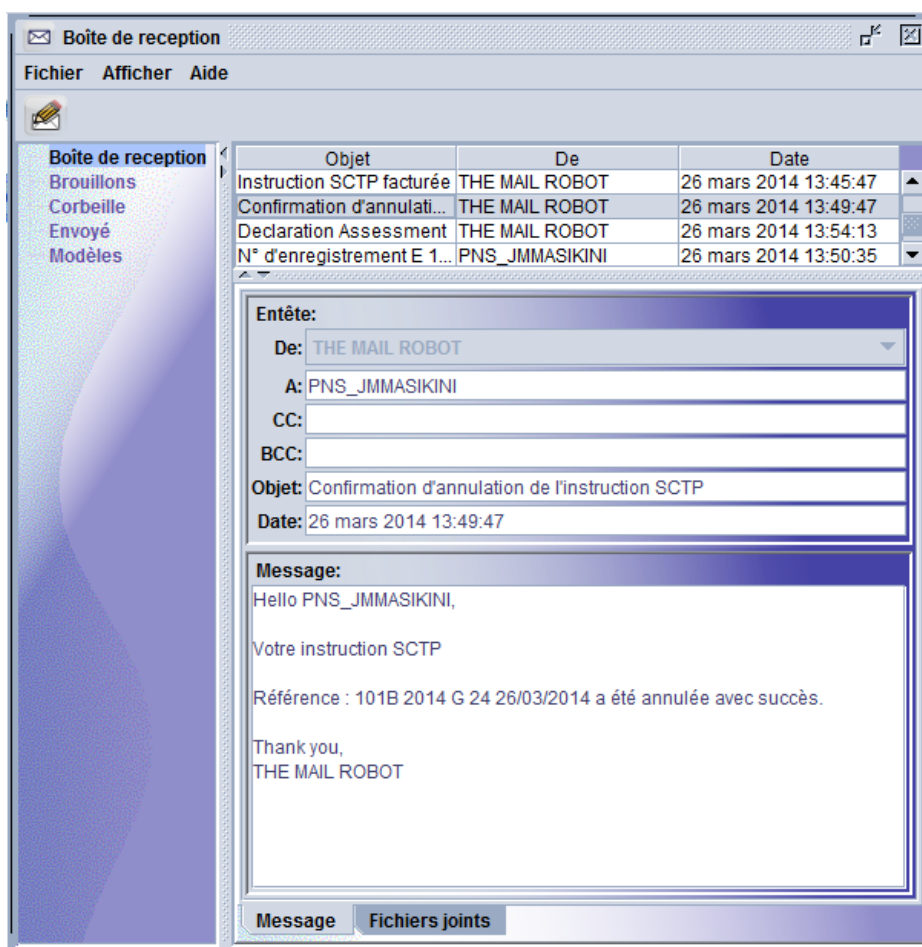 Boîte de reception
Fichier Afficher Aide
Boîte de reception
Brouillons
Corbeille
Envoyé
Modèles
Objet De Date
Instruction SCTP facturée THE MAIL ROBOT 26 mars 2014 13:45:47
Confirmation d'annulati... THE MAIL ROBOT 26 mars 2014 13:49:47
Declaration Assessment THE MAIL ROBOT 26 mars 2014 13:54:13
N° d'enregistrement E 1... PNS_JMMASIKINI 26 mars 2014 13:50:35
Entête:
De: THE MAIL ROBOT
A: PNS_JMMASIKINI
CC:
BCC:
Objet: Confirmation d'annulation de l'instruction SCTP
Date: 26 mars 2014 13:49:47
Message:
Hello PNS_JMMASIKINI,
Votre instruction SCTP
Référence : 101B 2014 G 24 26/03/2014 a été annulée avec succès.
Thank you,
THE MAIL ROBOT
Message Fichiers joints